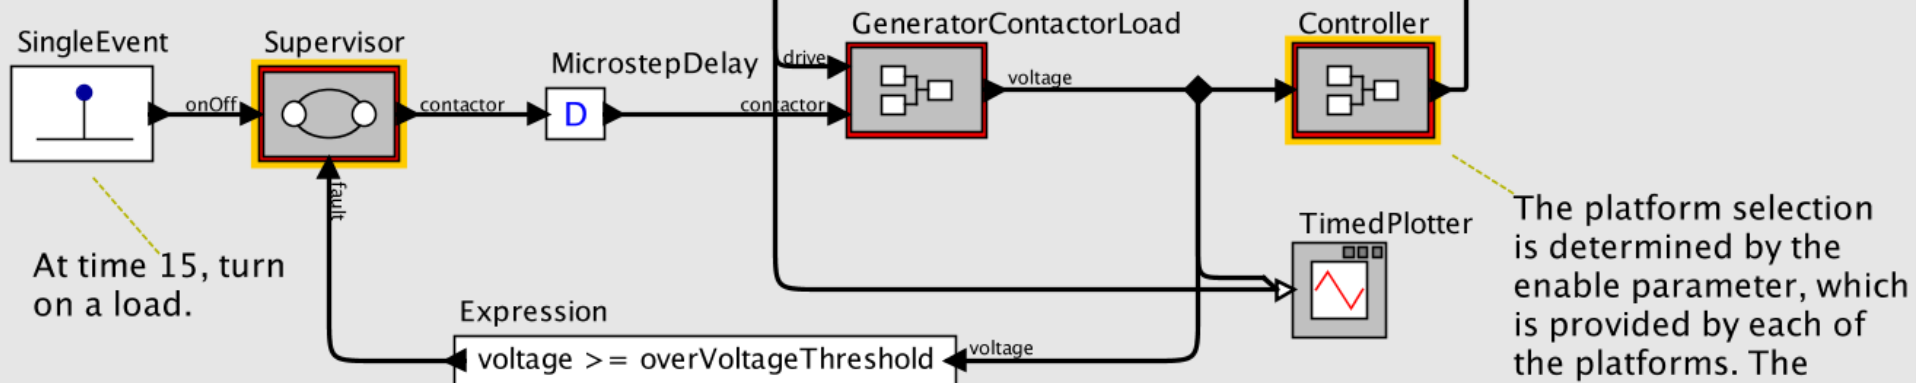 SingleEvent
onOff
Supervisor
fault
contactor
MicrostepDelay
D
drive
contactor
GeneratorContactorLoad
voltage
Controller
TimedPlotter
At time 15, turn
on a load.
Expression
voltage >= overVoltageThreshold
voltage
The platform selection
is determined by the
enable parameter, which
is provided by each of
the platforms. The